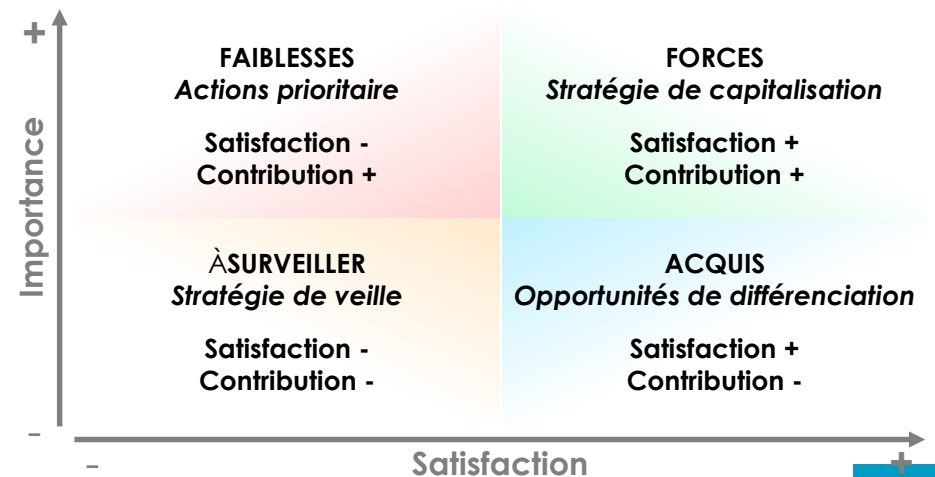 +
Importance
FAIBLESSES
Actions prioritaire
Satisfaction -
Contribution +
FORCES
Stratégie de capitalisation
Satisfaction +
Contribution +
ÀSURVEILLER
Stratégie de veille
Satisfaction -
Contribution -
ACQUIS
Opportunités de différenciation
Satisfaction +
Contribution -
-
-
Satisfaction
+